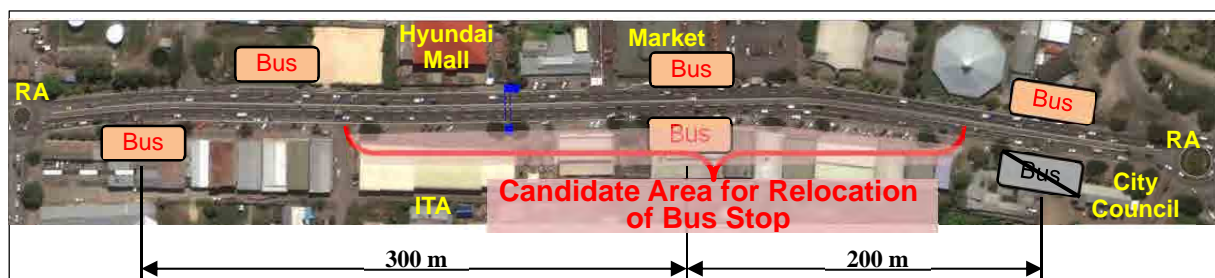 Hyundai
Mall
Market
Bus
Bus
RA
Bus
Bus
Bus
RA
Bus
Candidate Area for Relocation
of Bus Stop
ITA
City
Council
300 m
200 m